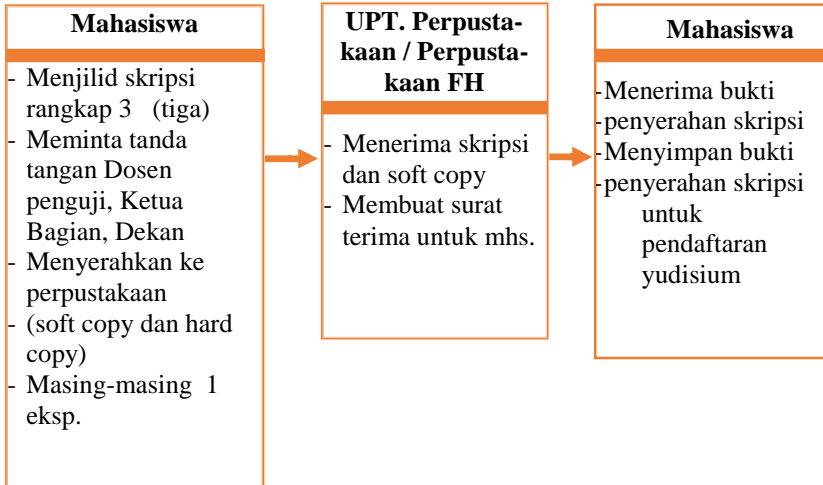 Mahasiswa
- Menjilid skripsi
rangkap 3 (tiga)
- Meminta tanda
tangan Dosen
penguji, Ketua
Bagian, Dekan
- Menyerahkan ke
perpustakaan
- (soft copy dan hard
copy)
- Masing-masing 1
eksp.
UPT. Perpusta-
kaan / Perpusta-
kaan FH
- Menerima skripsi
dan soft copy
- Membuat surat
terima untuk mhs.
Mahasiswa
-Menerima bukti
-penyerahan skripsi
-Menyimpan bukti
-penyerahan skripsi
untuk
pendaftaran
yudisium